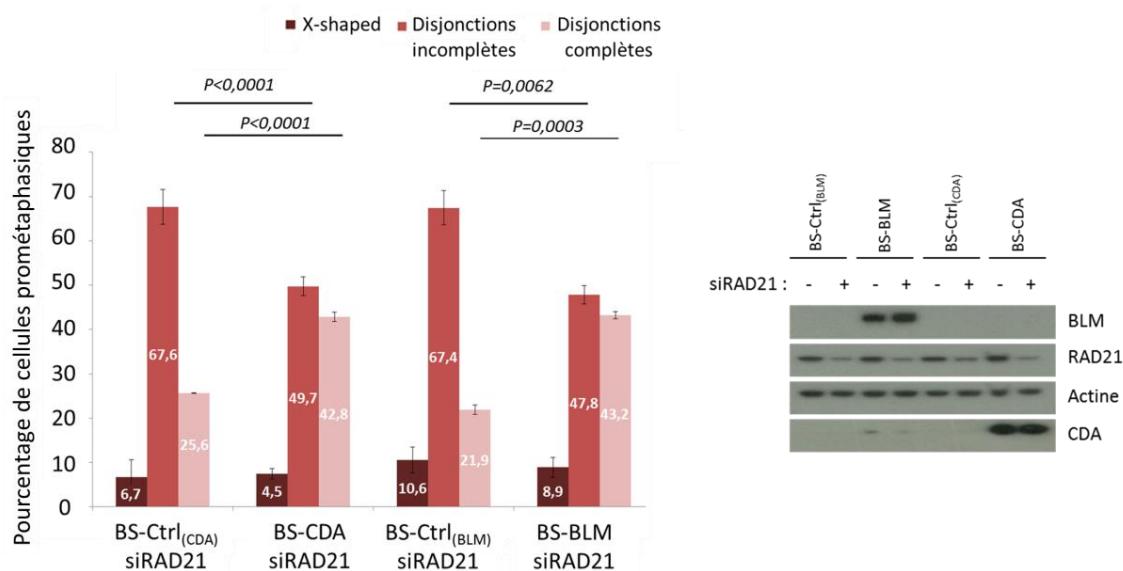 X-shaped Disjonctions incomplètes Disjonctions complètes
P<0,0001
P=0,0062
P<0,0001
P=0,0003
Pourcentage de cellules prométaphasiques
80
70
60
50
40
30
20
10
0
6,7 67,6 25,6
4,5 49,7 42,8
10,6 67,4 21,9
8,9 47,8 43,2
BS-Ctrl(CDA) siRAD21
BS-CDA siRAD21
BS-Ctrl(BLM) siRAD21
BS-BLM siRAD21
BS-Ctrl(BLM)
BS-BLM
BS-Ctrl(CDA)
BS-CDA
siRAD21 : - + - + - + - +
BLM
RAD21
Actine
CDA